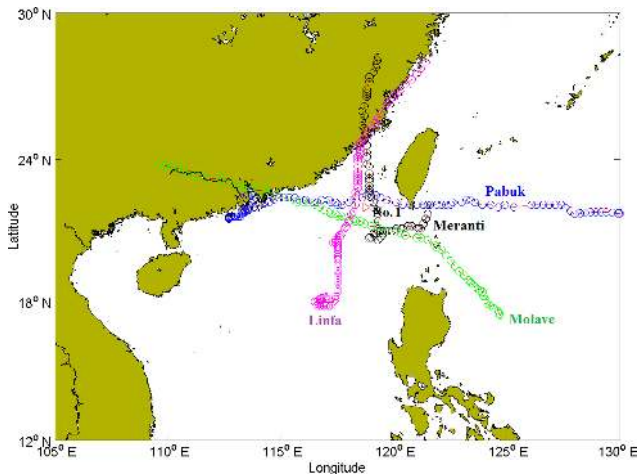 30° N
24° N
18° N
12° N
Latitude
Pabuk
No.1
Meranti
Linfa
Molave
105° E
110° E
115° E
120° E
125° E
130° E
Longitude